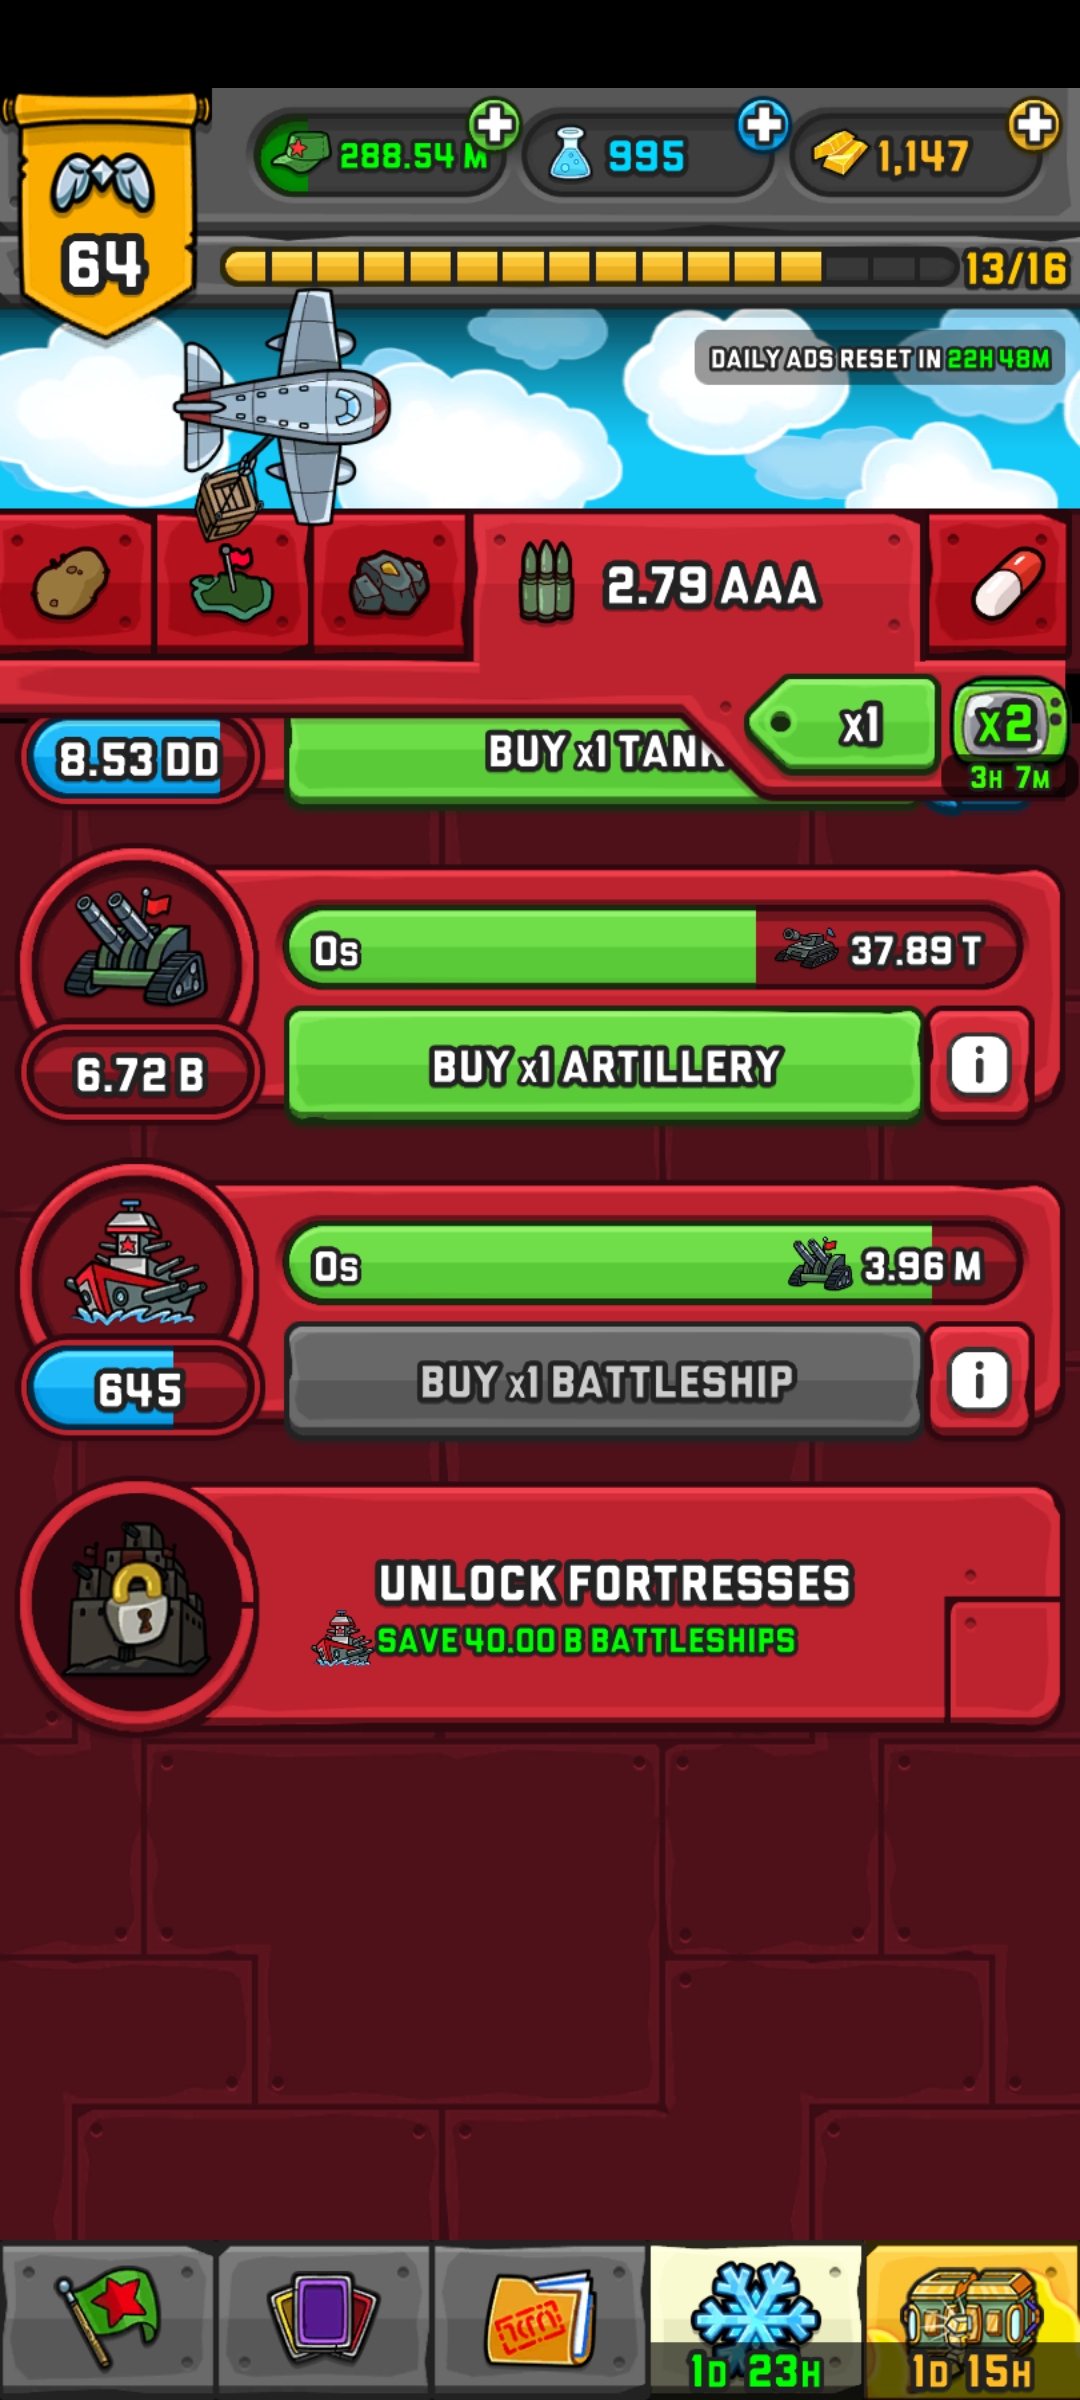 288.54 M
995
1,147
64
13/16
DAILY ADS RESET IN 22H 48M
2.79 AAA
x1
x2
3H 7M
8.53 DD
BUY x1 TANK
0s
37.89 T
6.72 B
BUY x1 ARTILLERY
i
0s
3.96 M
645
BUY x1 BATTLESHIP
i
UNLOCK FORTRESSES
SAVE 40.00 B BATTLESHIPS
1D 23H
1D 15H